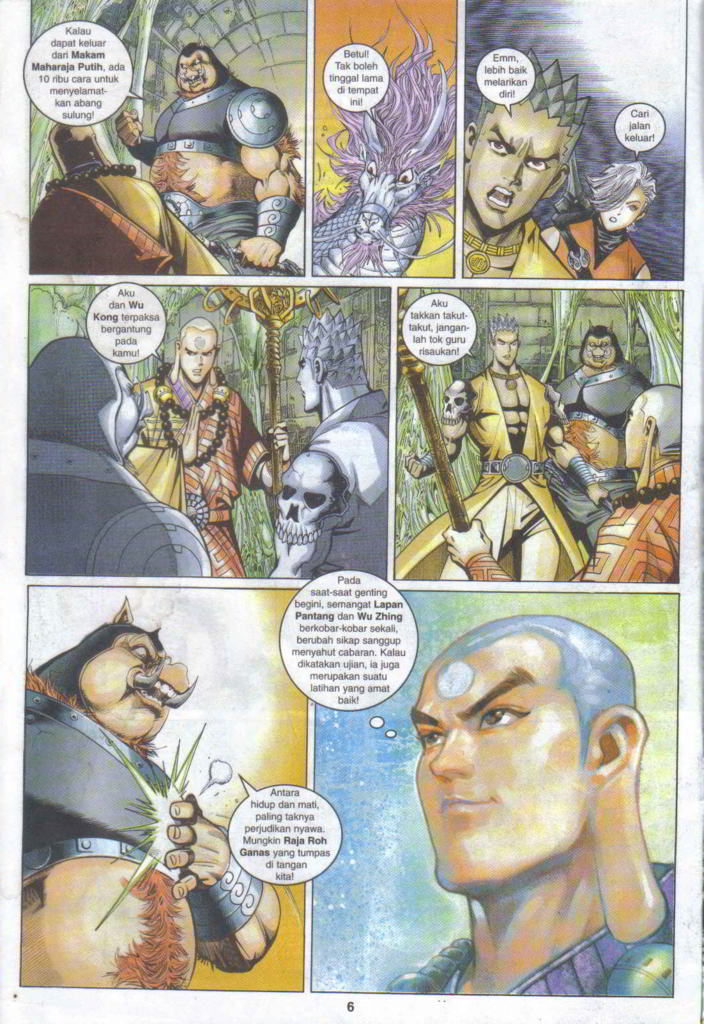 Kalau
dapat keluar
dari Makam
Maharaja Putih, ada
10 ribu cara untuk
menyelamat-
kan abang
sulung!
Betul!
Tak boleh
tinggal lama
di tempat
ini!
Emm,
lebih baik
melarikan
diri!
Cari
jalan
keluar!
Aku
dan Wu
Kong terpaksa
bergantung
pada
kamu!
Aku
takkan takut-
takut, jangan-
lah tok guru
risaukan!
Pada
saat-saat genting
begini, semangat Lapan
Pantang dan Wu Zhing
berkobar-kobar sekali,
berubah sikap sanggup
menyahut cabaran. Kalau
dikatakan ujian, ia juga
merupakan suatu
latihan yang amat
baik!
Antara
hidup dan mati,
paling taknya
perjudikan nyawa.
Mungkin Raja Roh
Ganas yang tumpas
di tangan
kita!
6